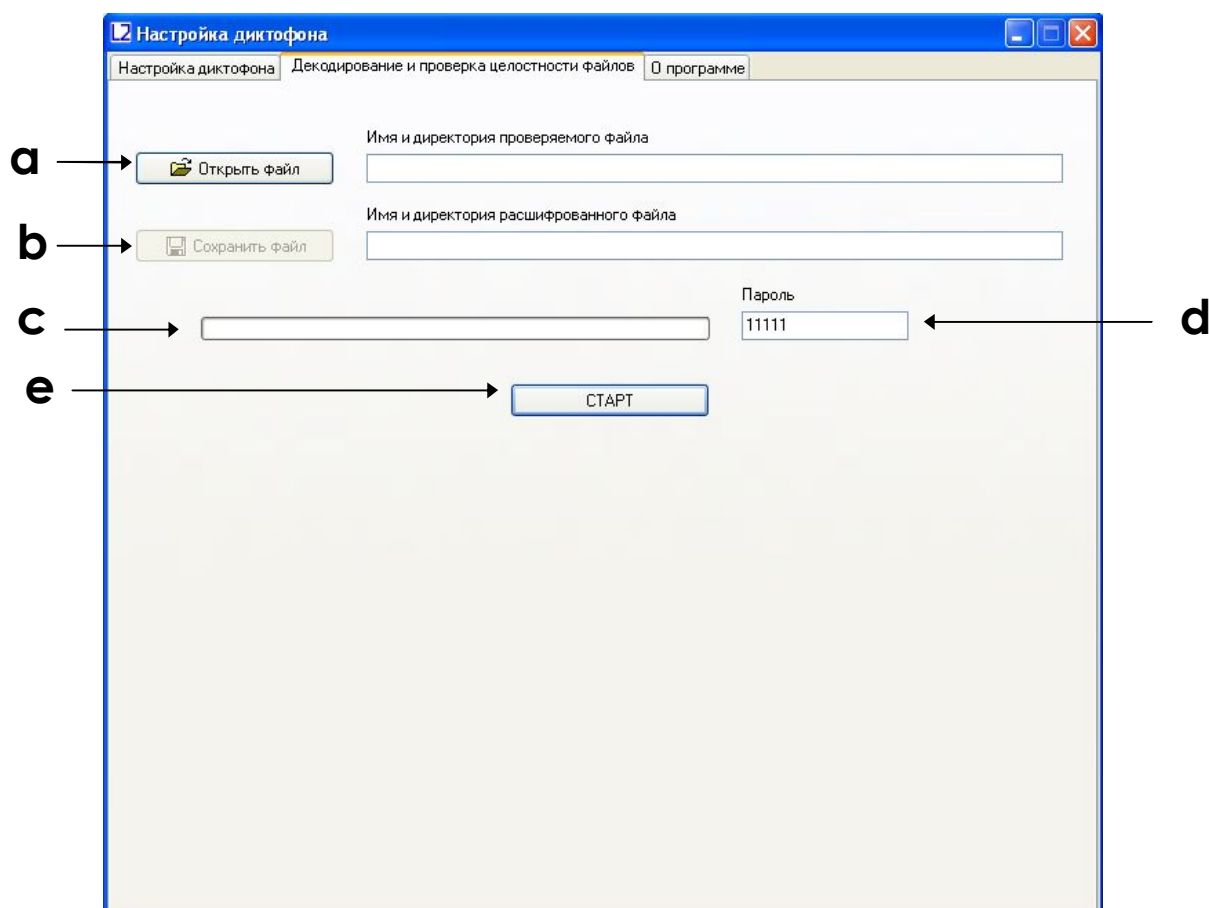 L2 Настройка диктофона
Настройка диктофона Декодирование и проверка целостности файлов О программе
Имя и директория проверяемого файла
a Открыть файл
Имя и директория расшифрованного файла
b Сохранить файл
Пароль
c 11111 d
e СТАРТ